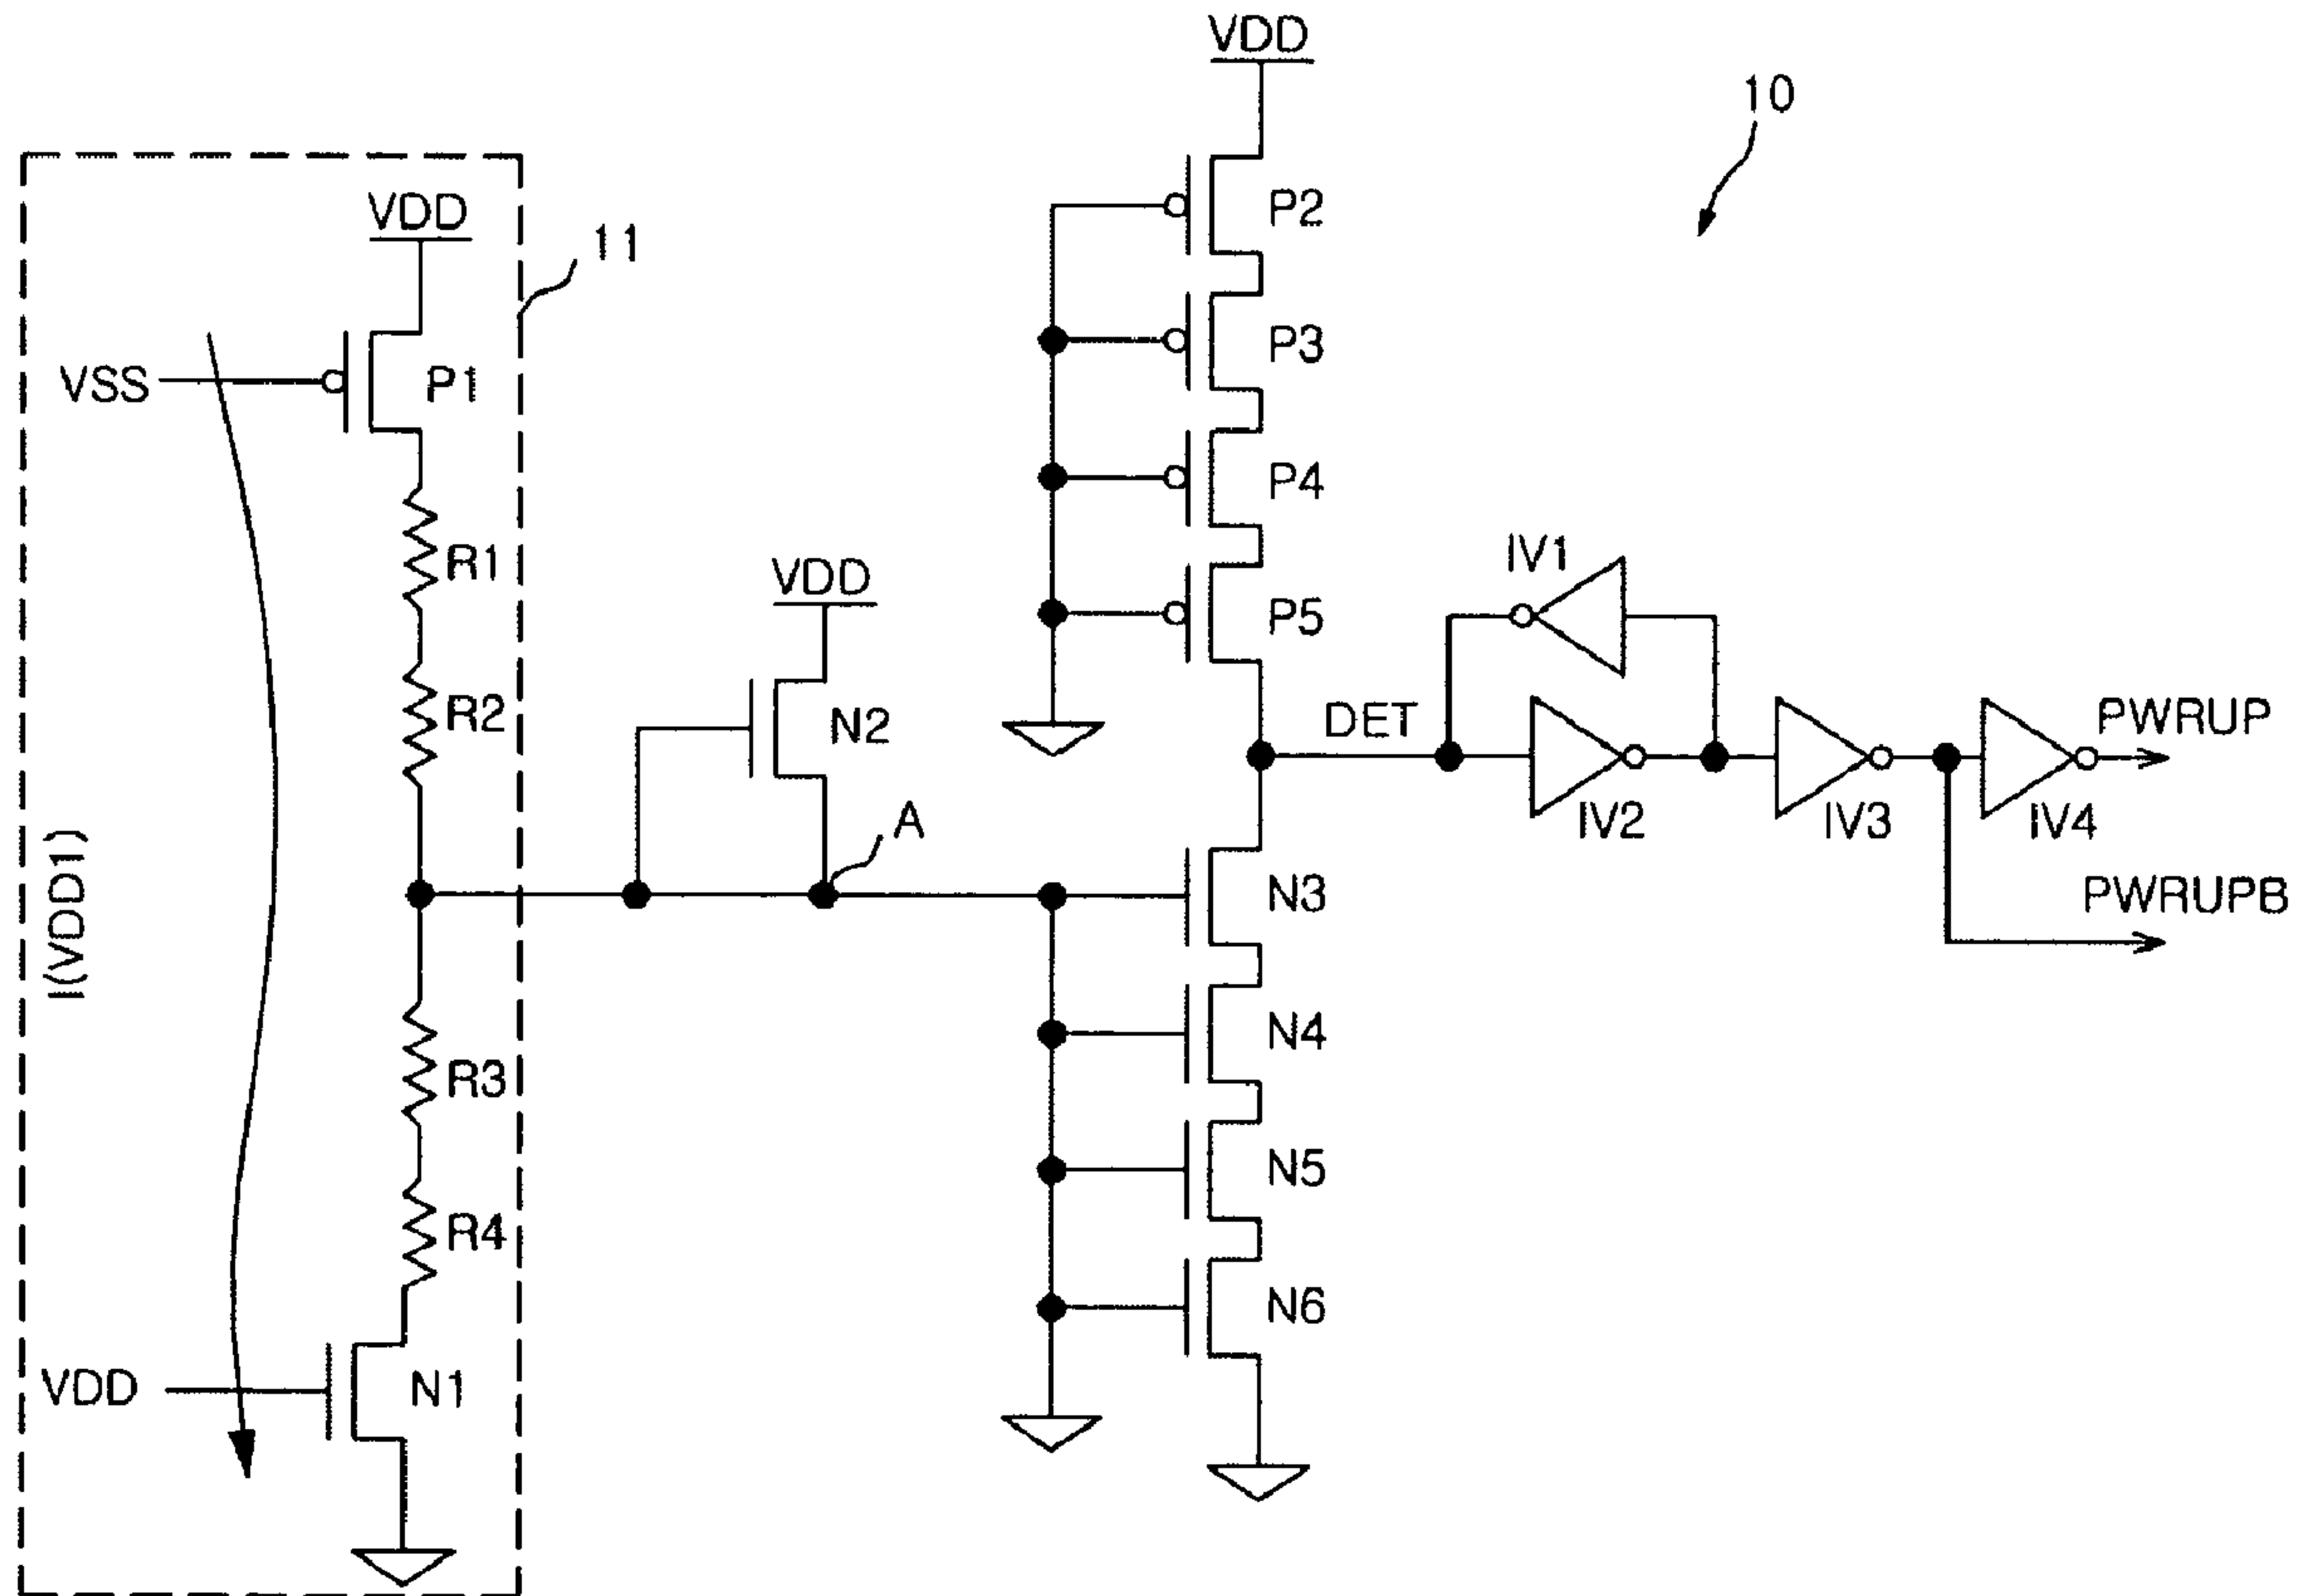 VDD
10
VDD
11
P2
VSS
P1
P3
P4
R1
IV1
VDD
P5
R2
N2
DET
PWRUP
A
IV2
IV3
IV4
I(VDD1)
N3
PWRUPB
N4
R3
N5
R4
N6
VDD
N1